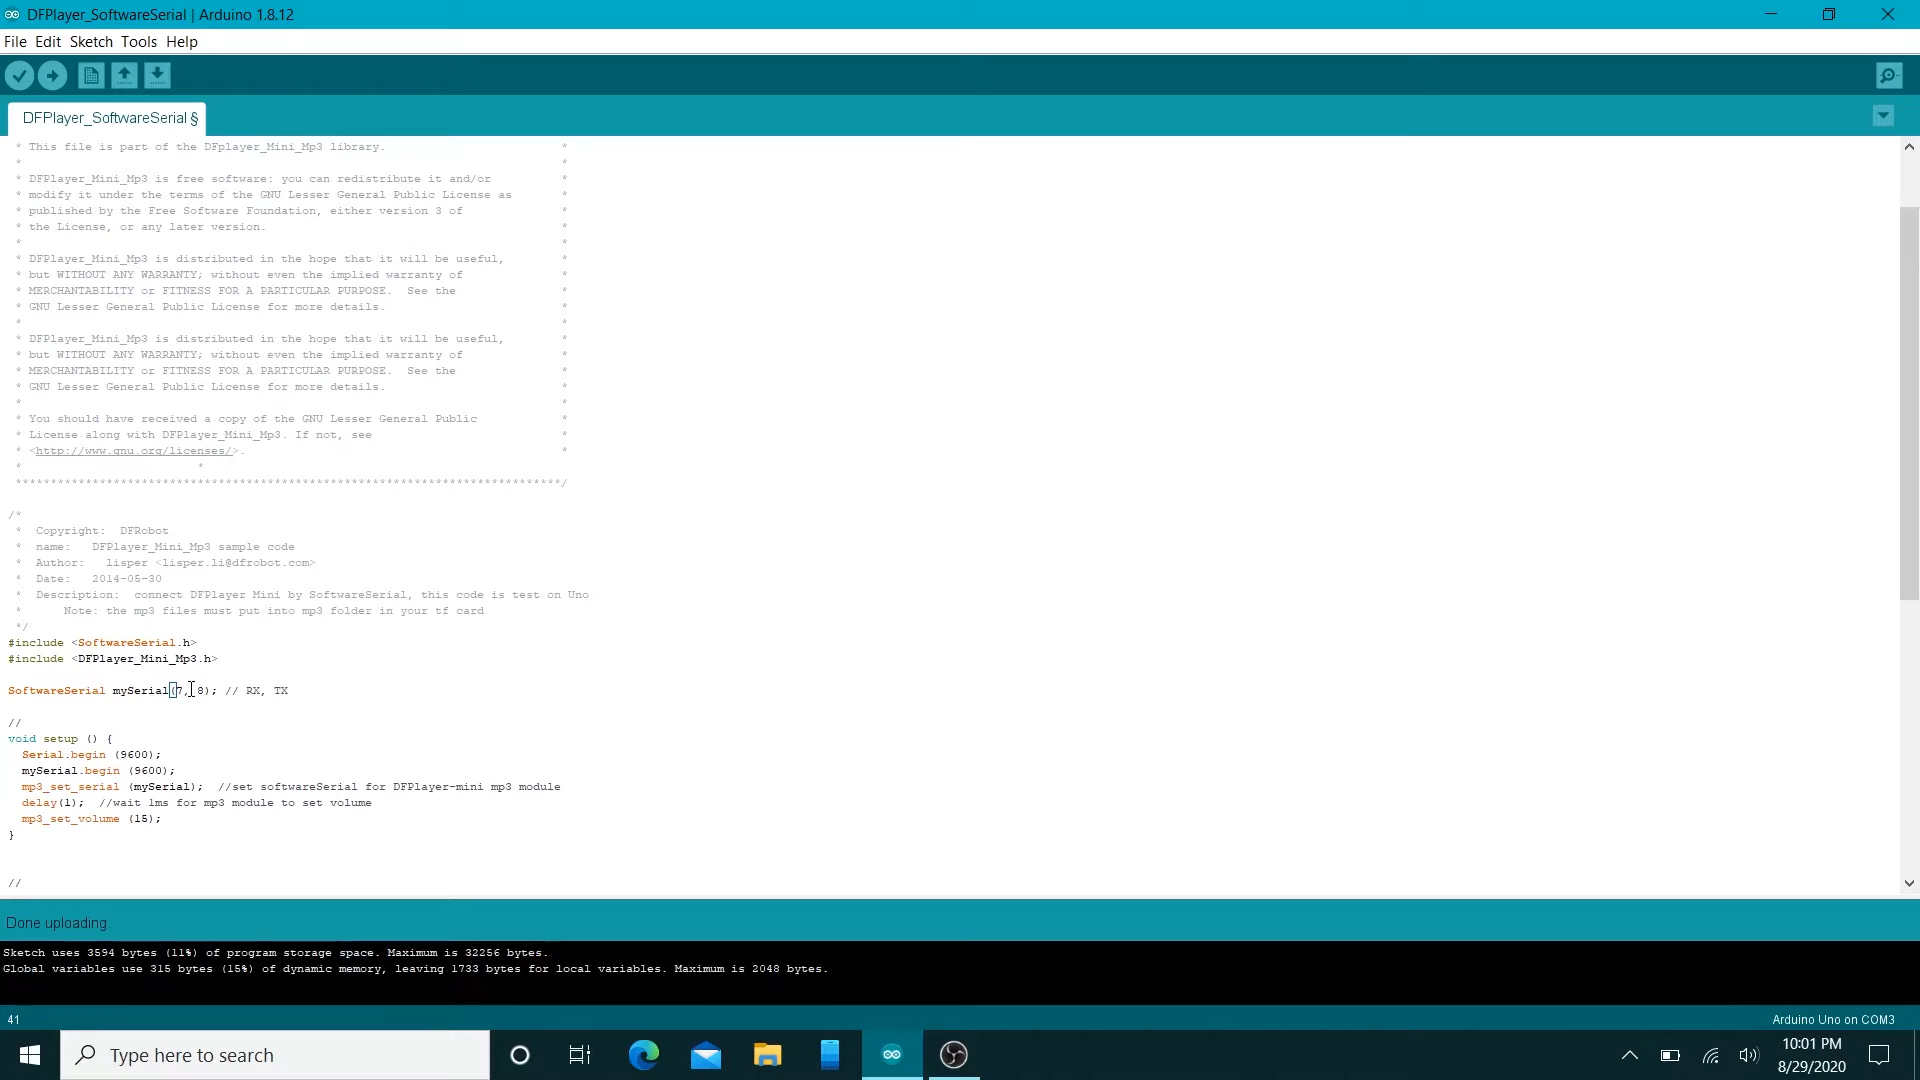 DFPlayer_SoftwareSerial | Arduino 1.8.12
File Edit Sketch Tools Help
DFPlayer_SoftwareSerial §
* This file is part of the DFplayer_Mini_Mp3 library. *
* *
* DFPlayer_Mini_Mp3 is free software: you can redistribute it and/or *
* modify it under the terms of the GNU Lesser General Public License as *
* published by the Free Software Foundation, either version 3 of *
* the License, or any later version. *
* *
* DFPlayer_Mini_Mp3 is distributed in the hope that it will be useful, *
* but WITHOUT ANY WARRANTY; without even the implied warranty of *
* MERCHANTABILITY or FITNESS FOR A PARTICULAR PURPOSE.  See the *
* GNU Lesser General Public License for more details. *
* *
* DFPlayer_Mini_Mp3 is distributed in the hope that it will be useful, *
* but WITHOUT ANY WARRANTY; without even the implied warranty of *
* MERCHANTABILITY or FITNESS FOR A PARTICULAR PURPOSE.  See the *
* GNU Lesser General Public License for more details. *
* *
* You should have received a copy of the GNU Lesser General Public *
* License along with DFPlayer_Mini_Mp3. If not, see *
* <http://www.gnu.org/licenses/>. *
* *
******************************************************************************/
/*
* Copyright:  DFRobot
* name:   DFPlayer_Mini_Mp3 sample code
* Author:   lisper <lisper.li@dfrobot.com>
* Date:   2014-05-30
* Description:  connect DFPlayer Mini by SoftwareSerial, this code is test on Uno
* Note: the mp3 files must put into mp3 folder in your tf card
*/
#include <SoftwareSerial.h>
#include <DFPlayer_Mini_Mp3.h>
SoftwareSerial mySerial(7, 8); // RX, TX
//
void setup () {
Serial.begin (9600);
mySerial.begin (9600);
mp3_set_serial (mySerial);  //set softwareSerial for DFPlayer-mini mp3 module
delay(1);  //wait 1ms for mp3 module to set volume
mp3_set_volume (15);
}
//
Done uploading.
Sketch uses 3594 bytes (11%) of program storage space. Maximum is 32256 bytes.
Global variables use 315 bytes (15%) of dynamic memory, leaving 1733 bytes for local variables. Maximum is 2048 bytes.
41
Arduino Uno on COM3
Type here to search
10:01 PM
8/29/2020